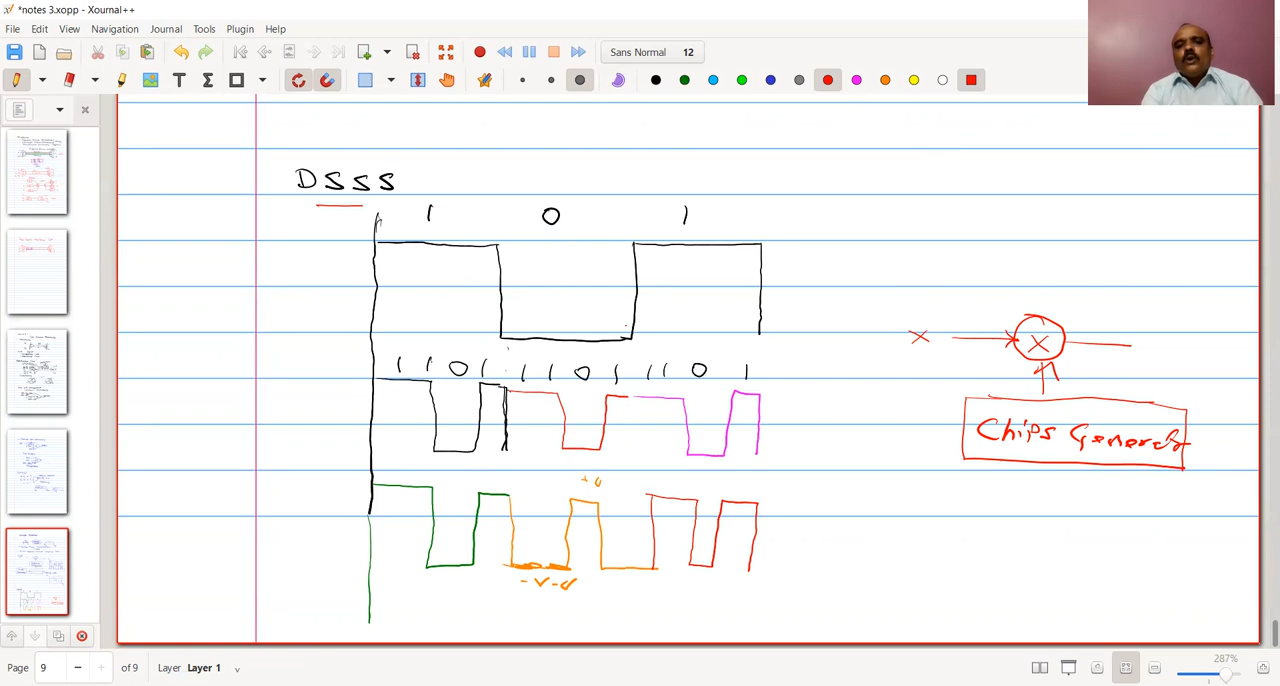 *notes 3.xopp - Xournal++
File Edit View Navigation Journal Tools Plugin Help
Sans Normal 12
DSSS
1 0 1
1 1 0 1 1 1 0 1 1 1 0 1
X X
Chips
-v -v
Page 9 of 9 Layer Layer 1 287%